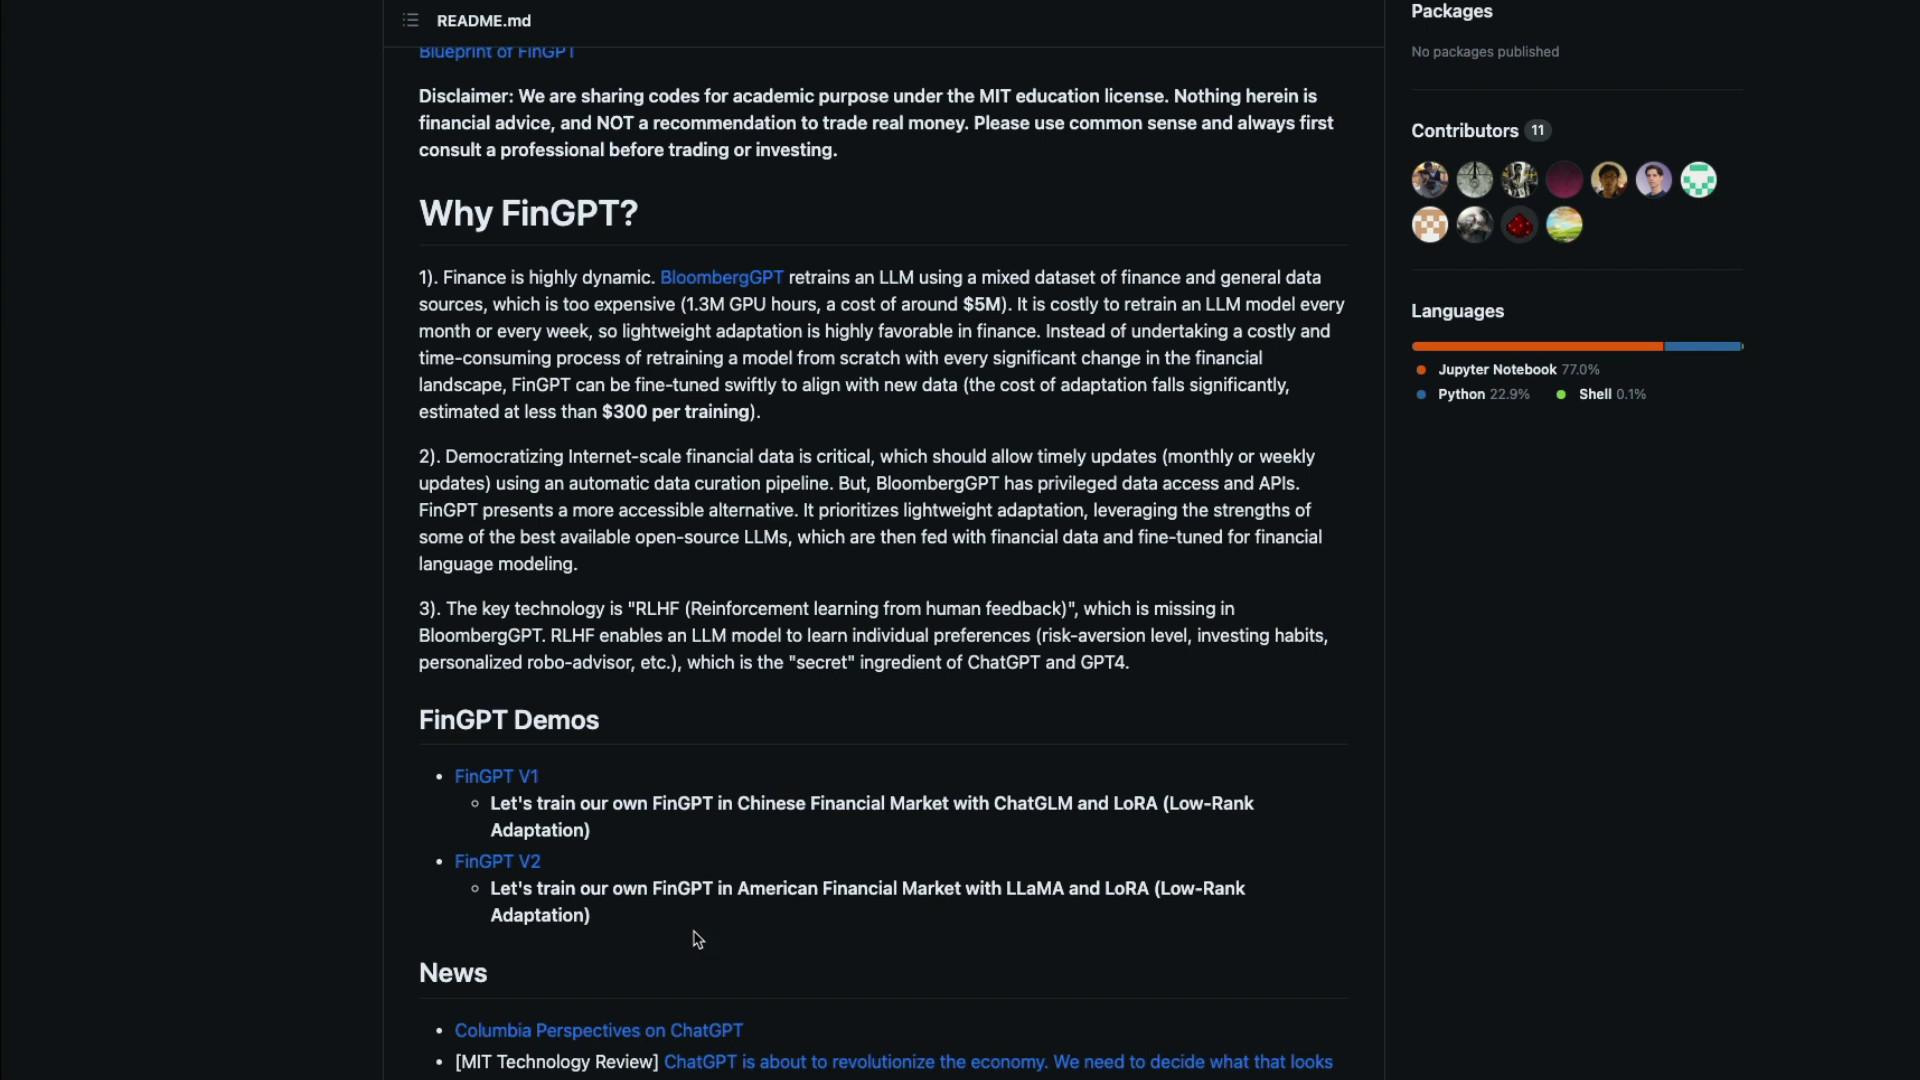 README.md
Blueprint of FinGPT
Disclaimer: We are sharing codes for academic purpose under the MIT education license. Nothing herein is
financial advice, and NOT a recommendation to trade real money. Please use common sense and always first
consult a professional before trading or investing.
Why FinGPT?
1). Finance is highly dynamic. BloombergGPT retrains an LLM using a mixed dataset of finance and general data
sources, which is too expensive (1.3M GPU hours, a cost of around $5M). It is costly to retrain an LLM model every
month or every week, so lightweight adaptation is highly favorable in finance. Instead of undertaking a costly and
time-consuming process of retraining a model from scratch with every significant change in the financial
landscape, FinGPT can be fine-tuned swiftly to align with new data (the cost of adaptation falls significantly,
estimated at less than $300 per training).
2). Democratizing Internet-scale financial data is critical, which should allow timely updates (monthly or weekly
updates) using an automatic data curation pipeline. But, BloombergGPT has privileged data access and APIs.
FinGPT presents a more accessible alternative. It prioritizes lightweight adaptation, leveraging the strengths of
some of the best available open-source LLMs, which are then fed with financial data and fine-tuned for financial
language modeling.
3). The key technology is "RLHF (Reinforcement learning from human feedback)", which is missing in
BloombergGPT. RLHF enables an LLM model to learn individual preferences (risk-aversion level, investing habits,
personalized robo-advisor, etc.), which is the "secret" ingredient of ChatGPT and GPT4.
FinGPT Demos
• FinGPT V1
◦ Let's train our own FinGPT in Chinese Financial Market with ChatGLM and LoRA (Low-Rank
Adaptation)
• FinGPT V2
◦ Let's train our own FinGPT in American Financial Market with LLaMA and LoRA (Low-Rank
Adaptation)
News
• Columbia Perspectives on ChatGPT
• [MIT Technology Review] ChatGPT is about to revolutionize the economy. We need to decide what that looks
Packages
No packages published
Contributors 11
Languages
Jupyter Notebook 77.0%
Python 22.9% Shell 0.1%